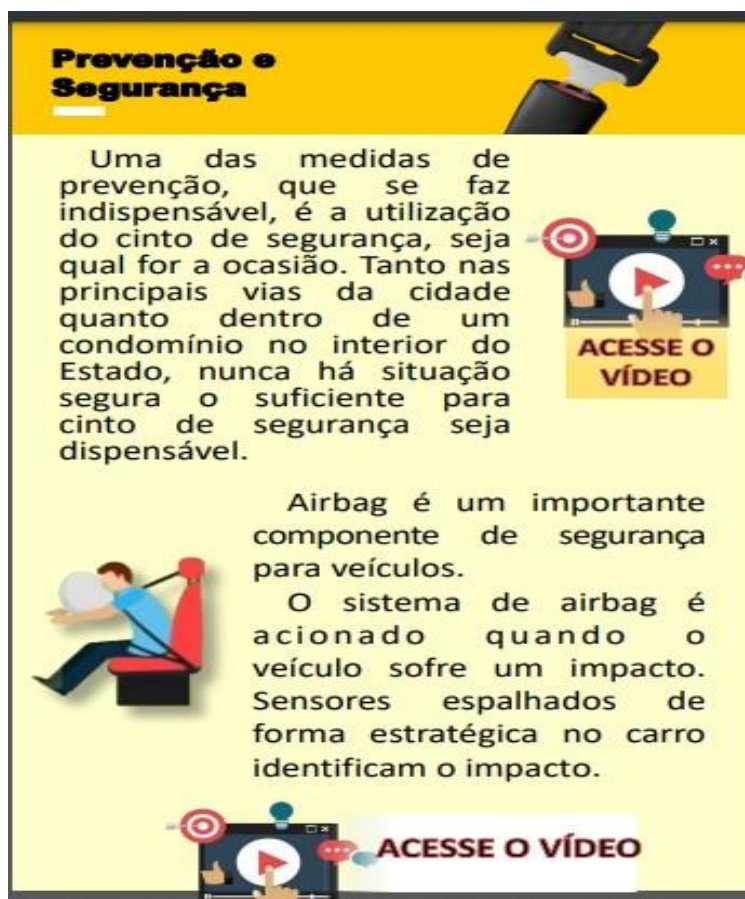 Prevenção e
Segurança
Uma das medidas de
prevenção, que se faz
indispensável, é a utilização
do cinto de segurança, seja
qual for a ocasião. Tanto nas
principais vias da cidade
quanto dentro de um
condomínio no interior do
Estado, nunca há situação
segura o suficiente para
cinto de segurança seja
dispensável.
ACESSE O
VÍDEO
Airbag é um importante
componente de segurança
para veículos.
O sistema de airbag é
acionado quando o
veículo sofre um impacto.
Sensores espalhados de
forma estratégica no carro
identificam o impacto.
ACESSE O VÍDEO